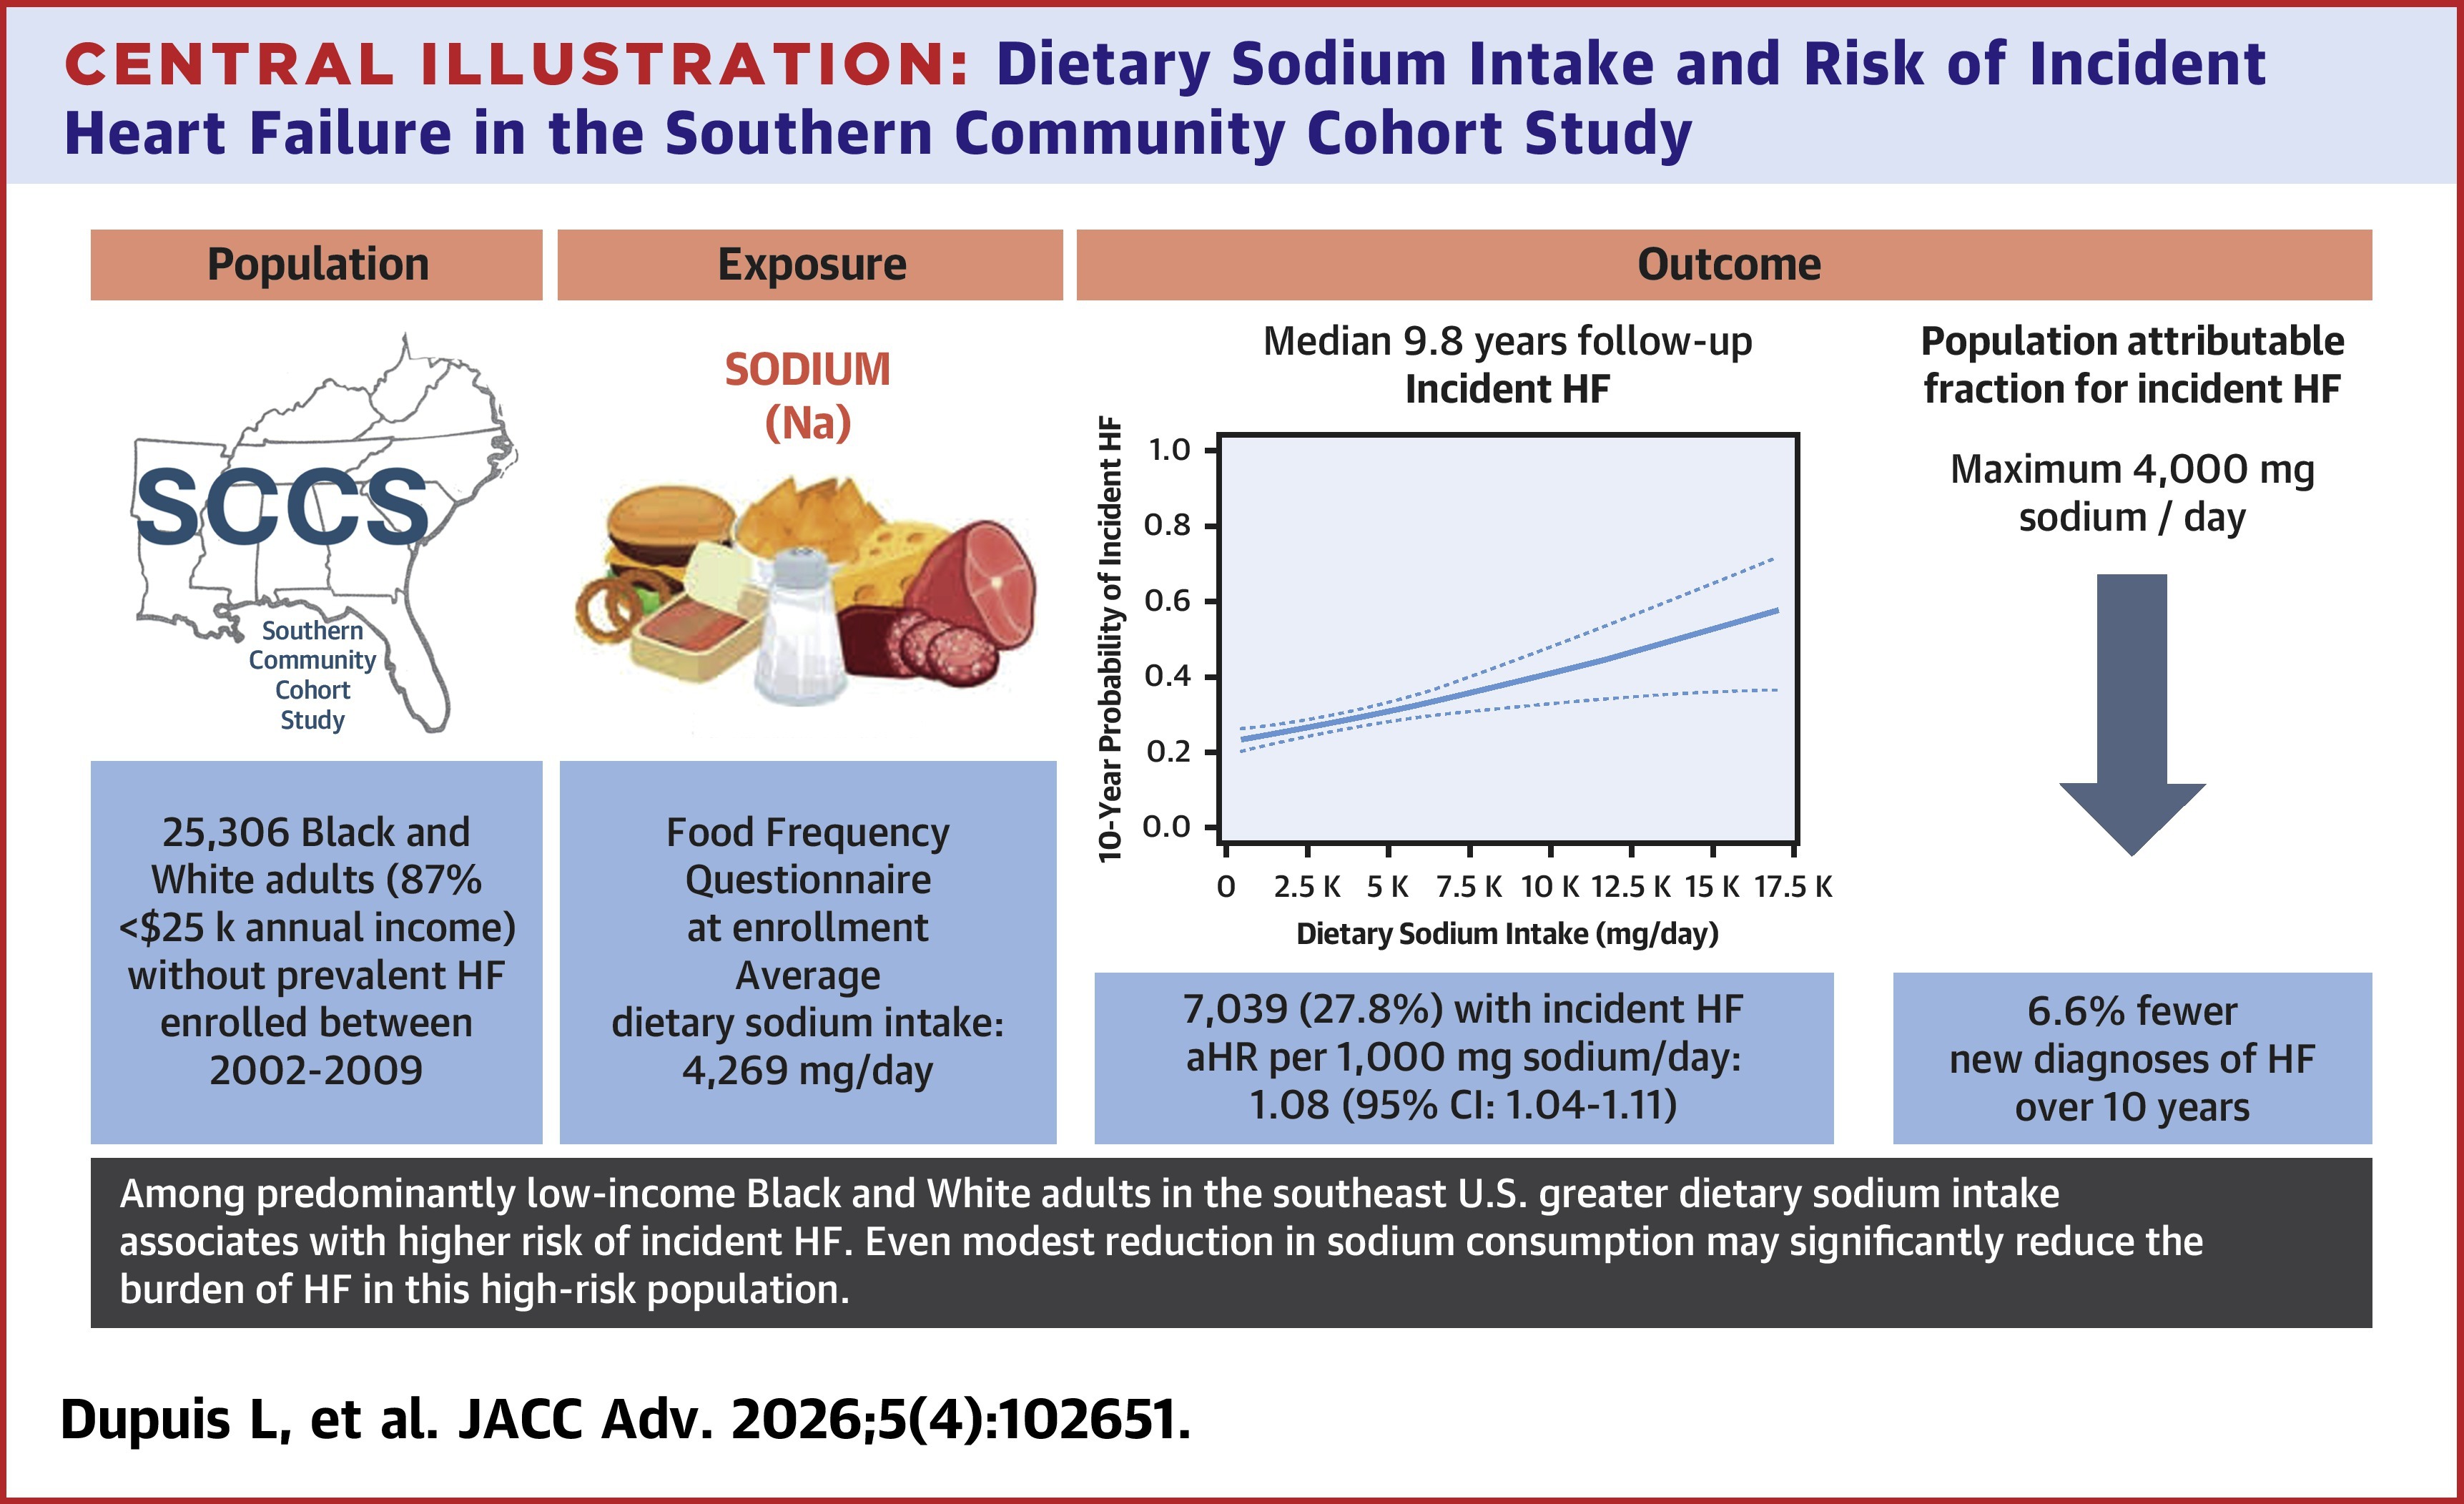 CENTRAL ILLUSTRATION: Dietary Sodium Intake and Risk of Incident
Heart Failure in the Southern Community Cohort Study
Population
Exposure
Outcome
SCCS
Southern
Community
Cohort
Study
25,306 Black and
White adults (87%
<$25 k annual income)
without prevalent HF
enrolled between
2002-2009
SODIUM
(Na)
Food Frequency
Questionnaire
at enrollment
Average
dietary sodium intake:
4,269 mg/day
Median 9.8 years follow-up
Incident HF
10-Year Probability of Incident HF
1.0
0.8
0.6
0.4
0.2
0.0
0 2.5 K 5 K 7.5 K 10 K 12.5 K 15 K 17.5 K
Dietary Sodium Intake (mg/day)
7,039 (27.8%) with incident HF
aHR per 1,000 mg sodium/day:
1.08 (95% CI: 1.04-1.11)
Population attributable
fraction for incident HF
Maximum 4,000 mg
sodium / day
6.6% fewer
new diagnoses of HF
over 10 years
Among predominantly low-income Black and White adults in the southeast U.S. greater dietary sodium intake
associates with higher risk of incident HF. Even modest reduction in sodium consumption may significantly reduce the
burden of HF in this high-risk population.
Dupuis L, et al. JACC Adv. 2026;5(4):102651.